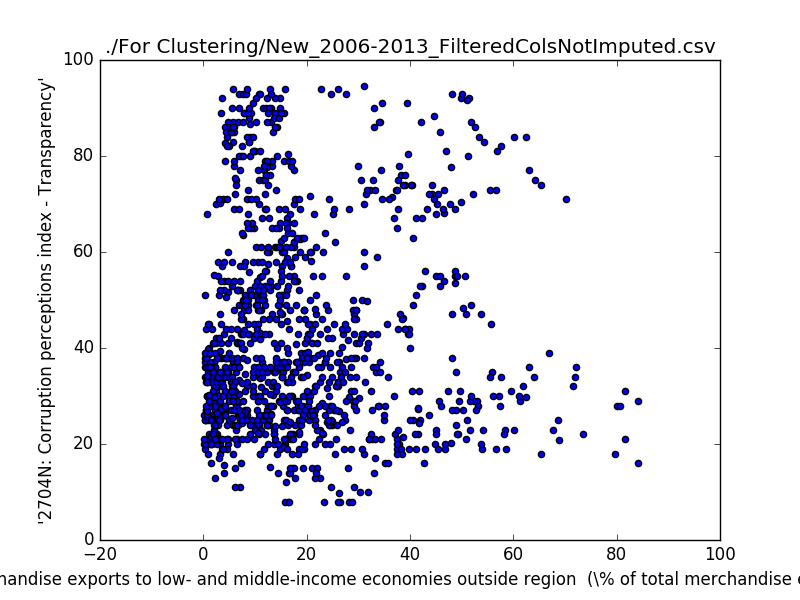 ./For Clustering/New_2006-2013_FilteredColsNotImputed.csv
'2704N: Corruption perceptions index - Transparency'
100
80
60
40
20
0
−20 0 20 40 60 80 100
exports to low- and middle-income economies outside region (\% of total merchandise